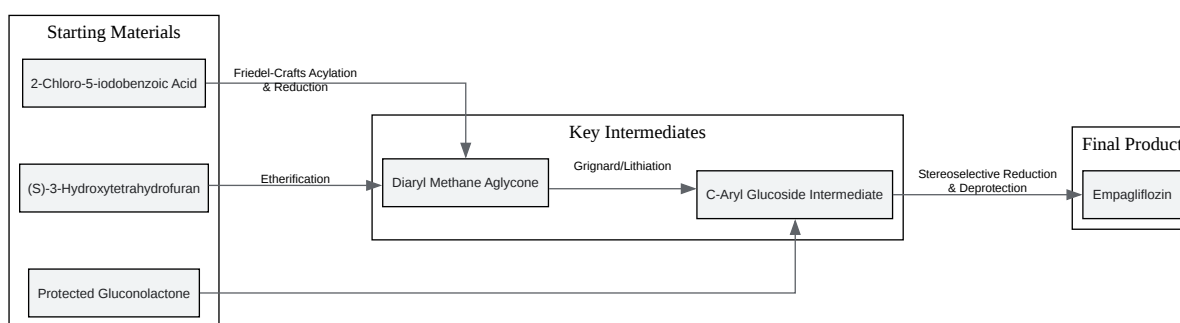 Starting Materials
2-Chloro-5-iodobenzoic Acid
(S)-3-Hydroxytetrahydrofuran
Protected Gluconolactone
Friedel-Crafts Acylation
& Reduction
Etherification
Key Intermediates
Diaryl Methane Aglycone
Grignard/Lithiation
C-Aryl Glucoside Intermediate
Stereoselective Reduction
& Deprotection
Final Product
Empagliflozin